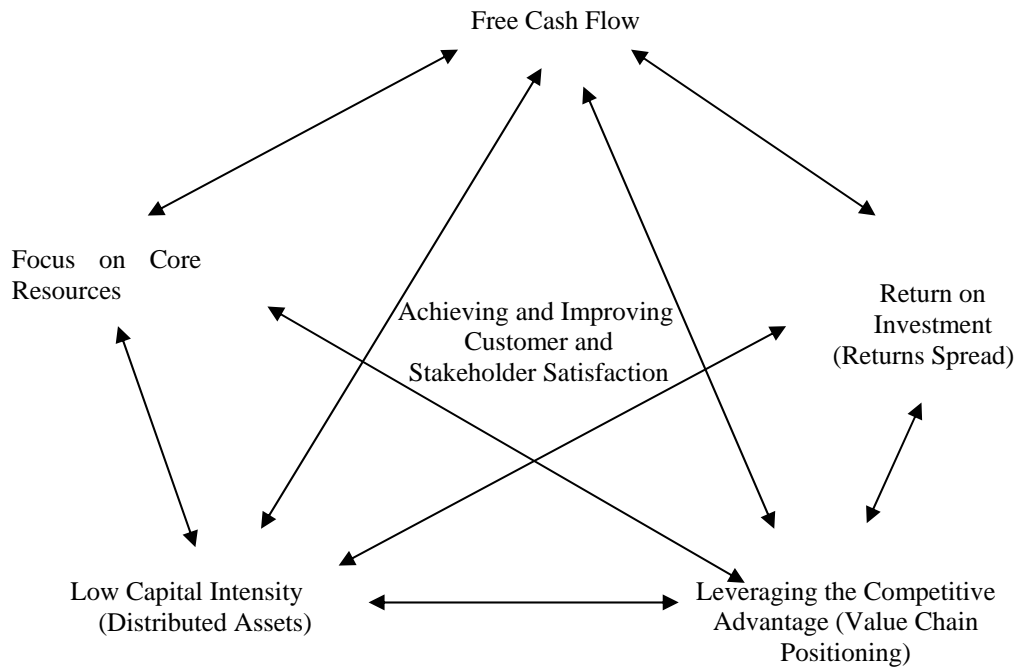 Free Cash Flow
Focus on Core
Resources
Achieving and Improving
Customer and
Stakeholder Satisfaction
Return on
Investment
(Returns Spread)
Low Capital Intensity
(Distributed Assets)
Leveraging the Competitive
Advantage (Value Chain
Positioning)